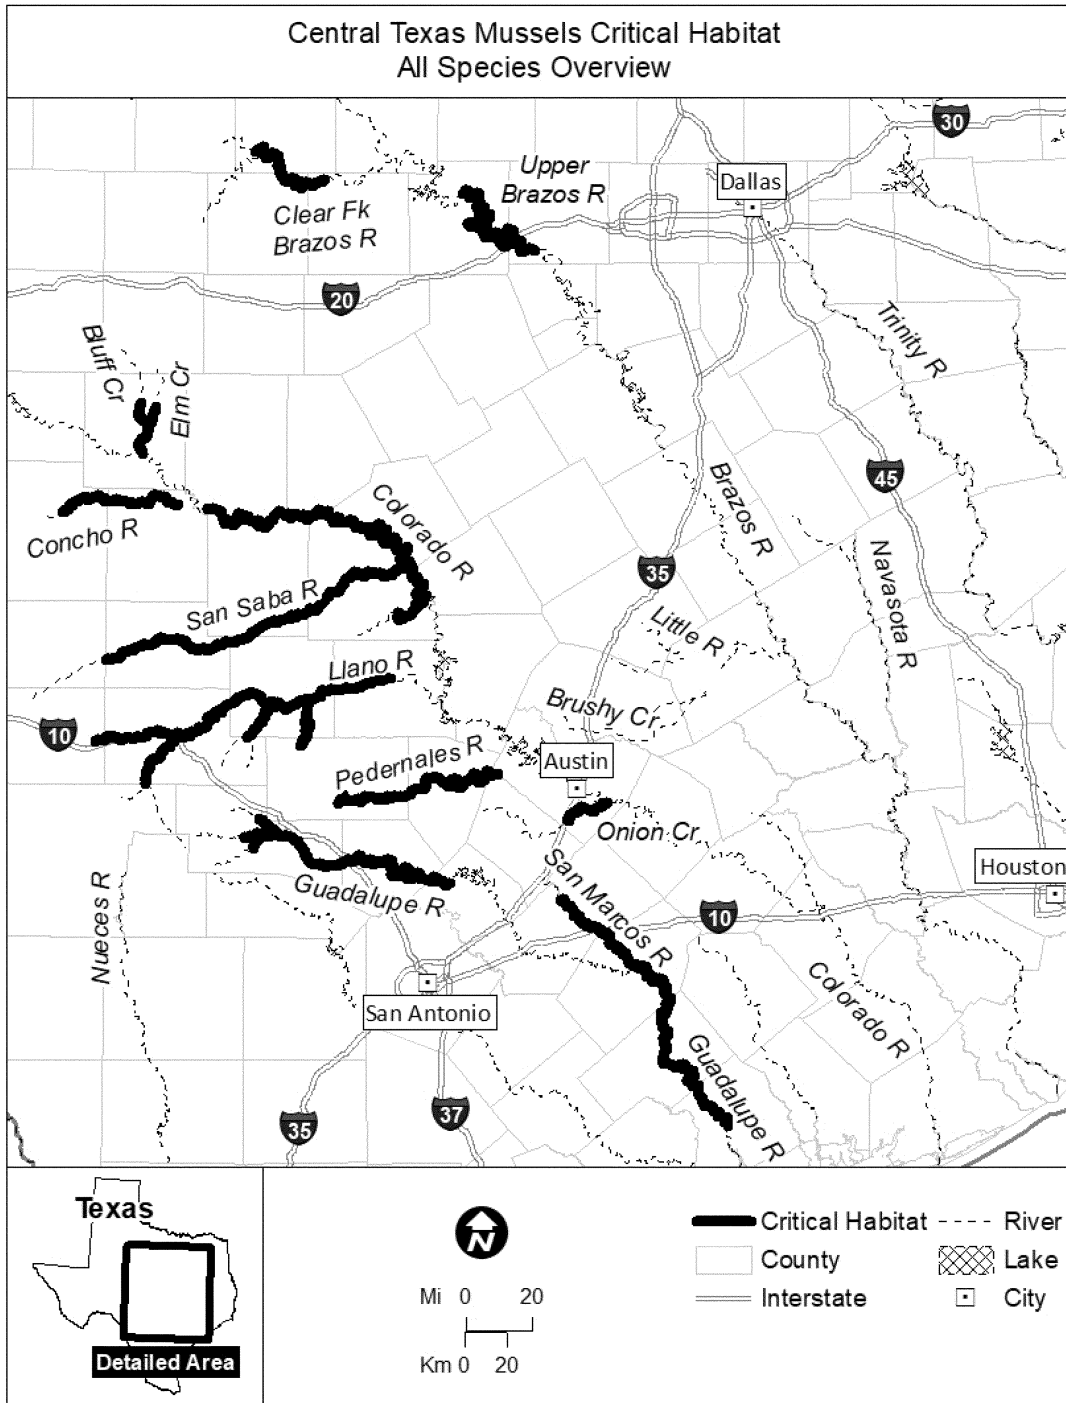 Central Texas Mussels Critical Habitat
All Species Overview
30
Upper
Brazos R
Dallas
Clear Fk
Brazos R
20
Trinity R
Bluff Cr
Elm Cr
45
Brazos R
Colorado R
Concho R
Navasota R
35
San Saba R
Little R
Llano R
Brushy Cr
10
Austin
Pedernales R
Onion Cr
San Marcos R
Houston
Guadalupe R
10
Nueces R
Colorado R
San Antonio
Guadalupe R
37
35
Texas
Detailed Area
N
Mi 0 20
Km 0 20
Critical Habitat
River
County
Lake
Interstate
City